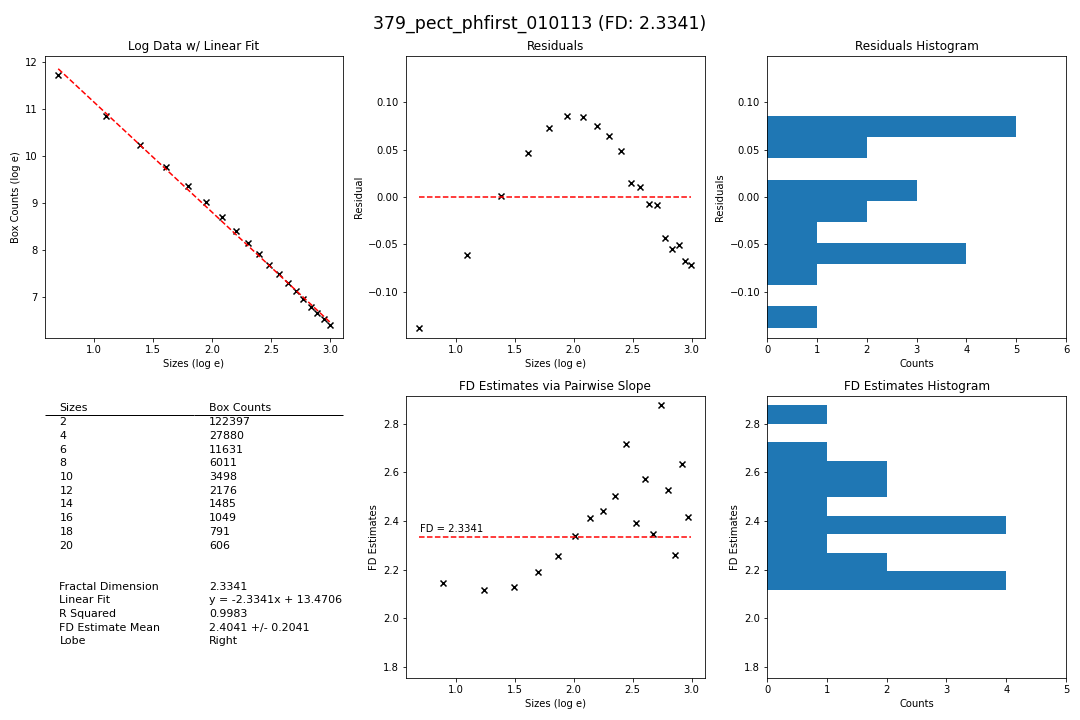 379_pect_phfirst_010113 (FD: 2.3341)
Log Data w/ Linear Fit
12
11
10
9
8
7
Box Counts (log e)
1.0 1.5 2.0 2.5 3.0
Sizes (log e)
Residuals
0.10
0.05
0.00
−0.05
−0.10
Residual
1.0 1.5 2.0 2.5 3.0
Sizes (log e)
Residuals Histogram
0.10
0.05
0.00
−0.05
−0.10
Residuals
0 1 2 3 4 5 6
Counts
Sizes Box Counts
2 122397
4 27880
6 11631
8 6011
10 3498
12 2176
14 1485
16 1049
18 791
20 606
Fractal Dimension 2.3341
Linear Fit y = -2.3341x + 13.4706
R Squared 0.9983
FD Estimate Mean 2.4041 +/- 0.2041
Lobe Right
FD Estimates via Pairwise Slope
2.8
2.6
2.4
2.2
2.0
1.8
FD Estimates
FD = 2.3341
1.0 1.5 2.0 2.5 3.0
Sizes (log e)
FD Estimates Histogram
2.8
2.6
2.4
2.2
2.0
1.8
FD Estimates
0 1 2 3 4 5
Counts